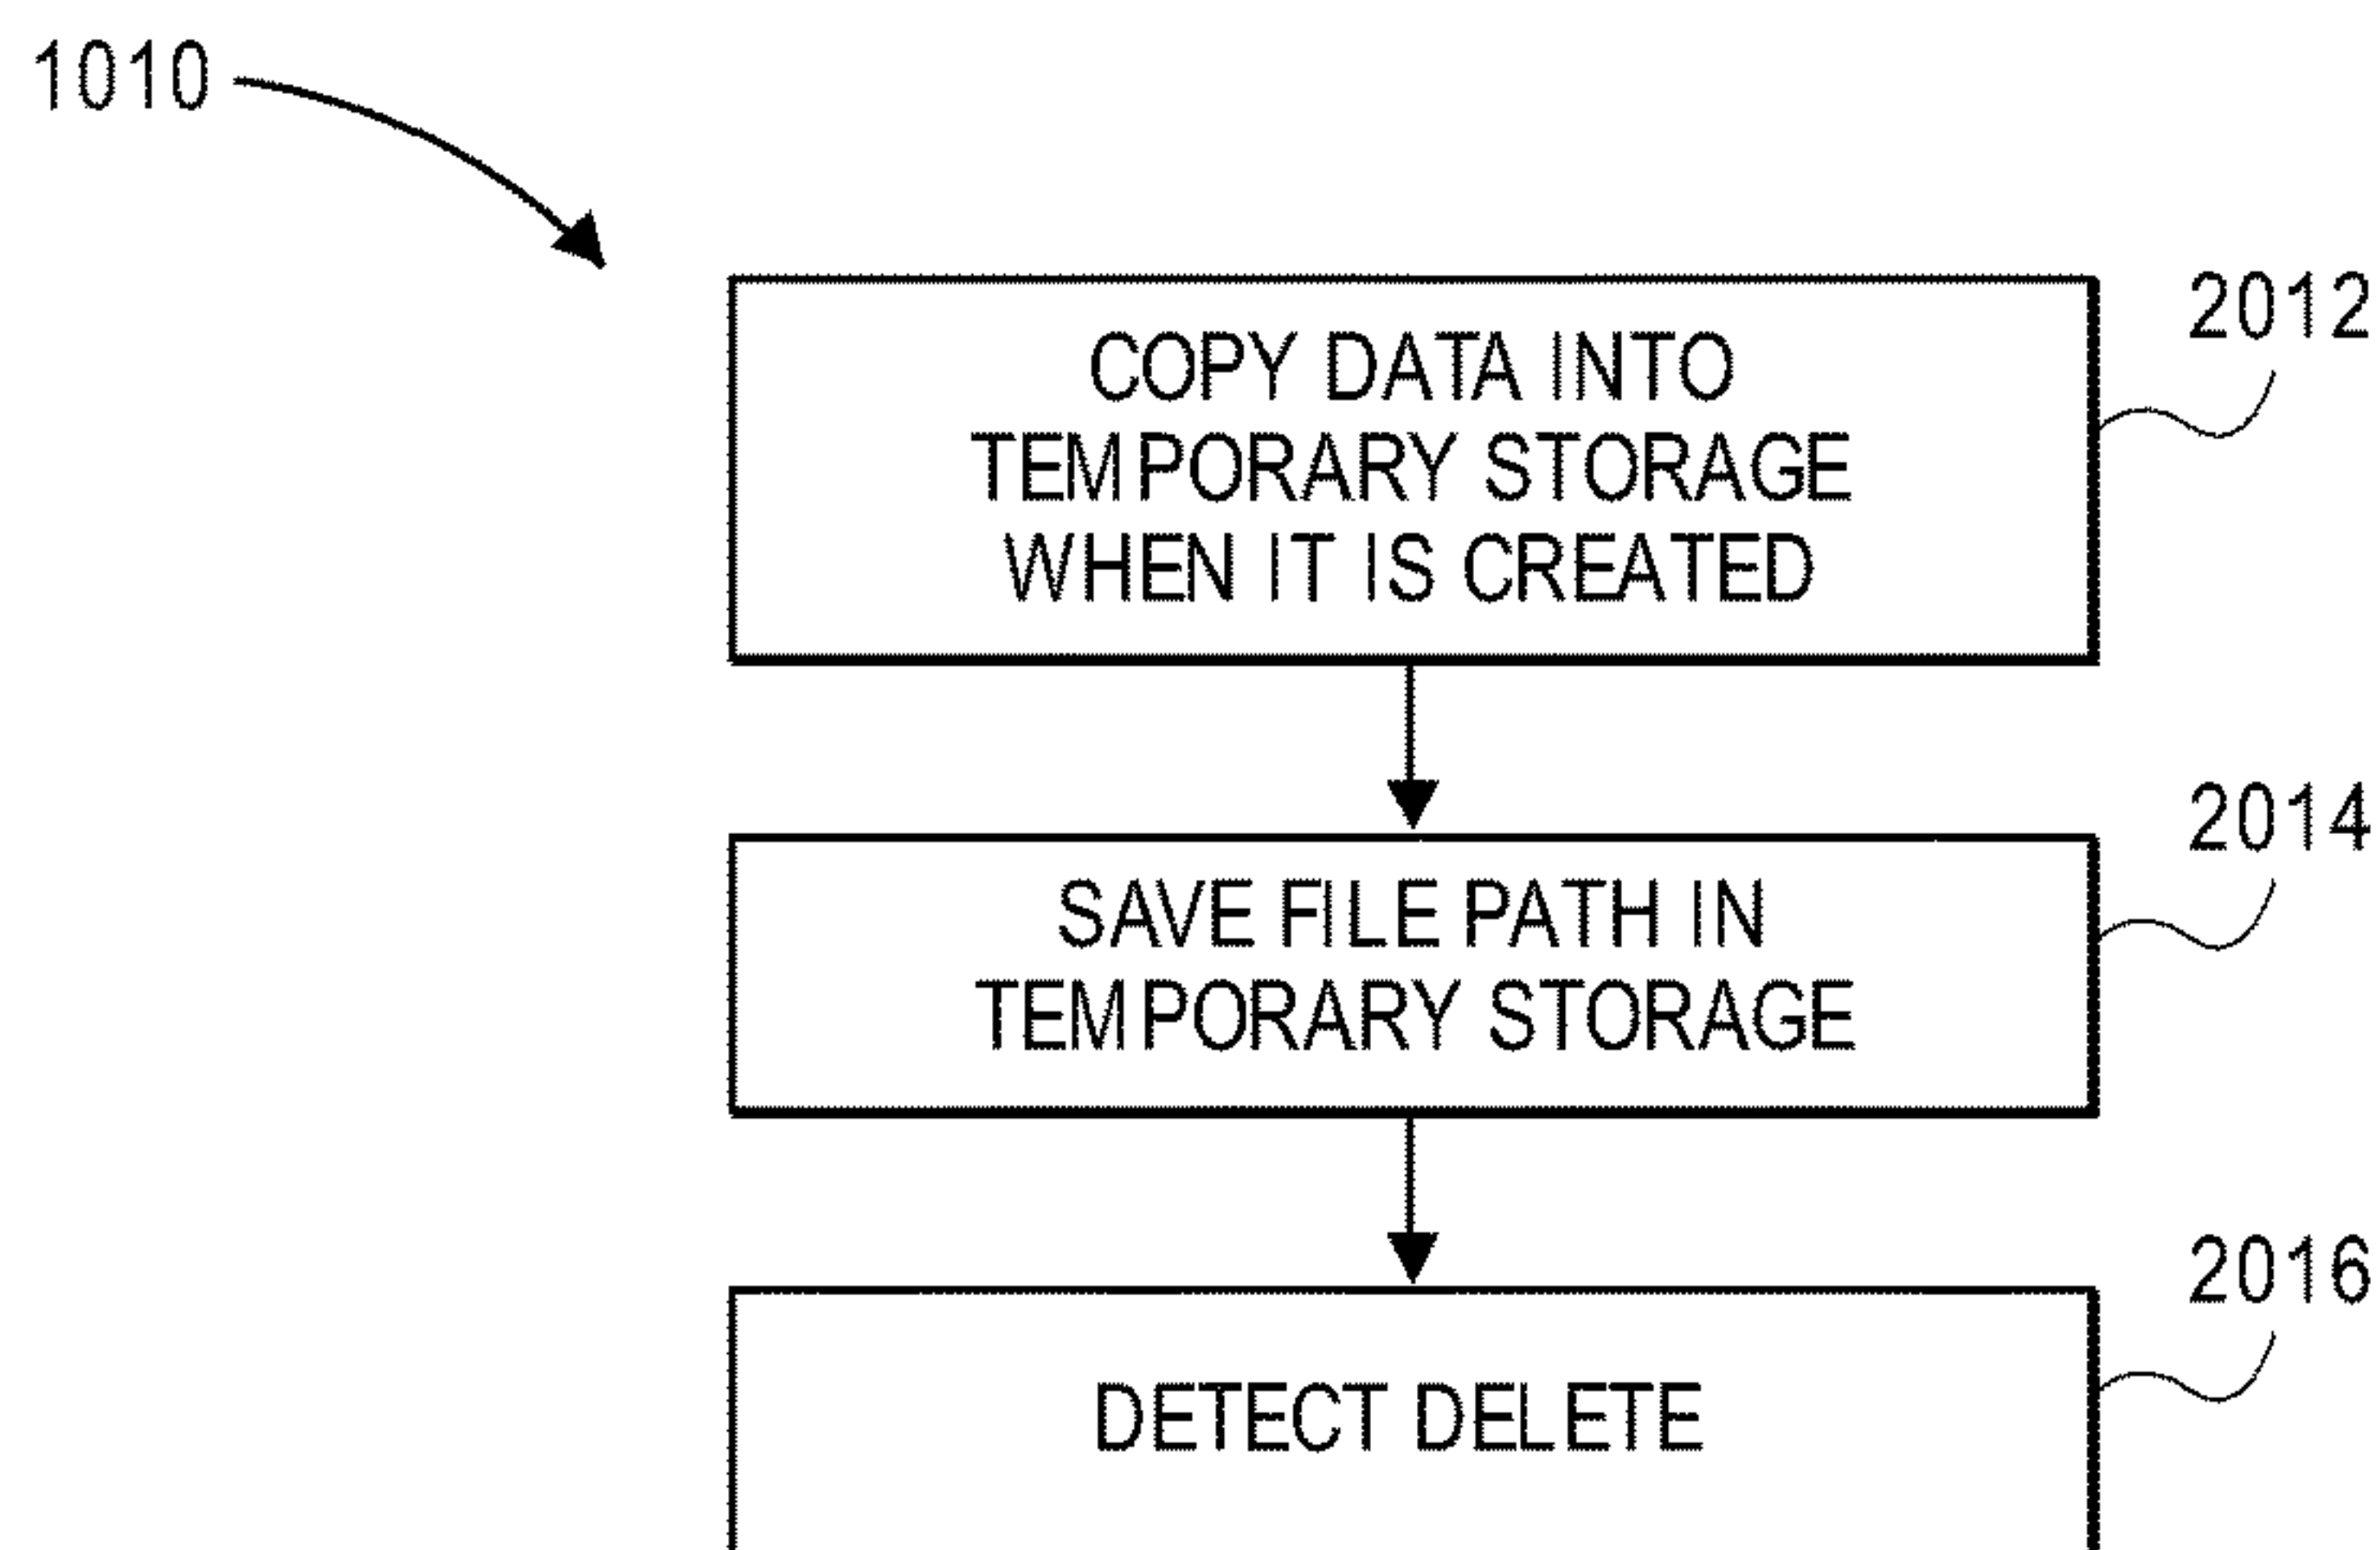 1010
2012
COPY DATA INTO
TEMPORARY STORAGE
WHEN IT IS CREATED
2014
SAVE FILE PATH IN
TEMPORARY STORAGE
2016
DETECT DELETE